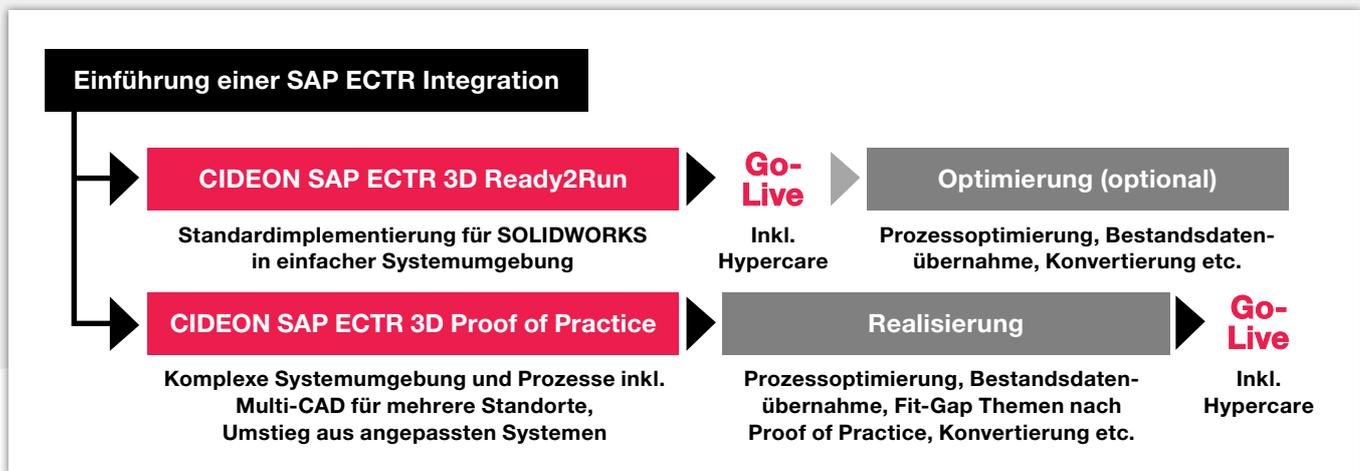 Einführung einer SAP ECTR Integration
CIDEON SAP ECTR 3D Ready2Run
Standardimplementierung für SOLIDWORKS
in einfacher Systemumgebung
Go-
Live
Inkl.
Hypercare
Optimierung (optional)
Prozessoptimierung, Bestandsdaten-
übernahme, Konvertierung etc.
CIDEON SAP ECTR 3D Proof of Practice
Komplexe Systemumgebung und Prozesse inkl.
Multi-CAD für mehrere Standorte,
Umstieg aus angepassten Systemen
Realisierung
Prozessoptimierung, Bestandsdaten-
übernahme, Fit-Gap Themen nach
Proof of Practice, Konvertierung etc.
Go-
Live
Inkl.
Hypercare